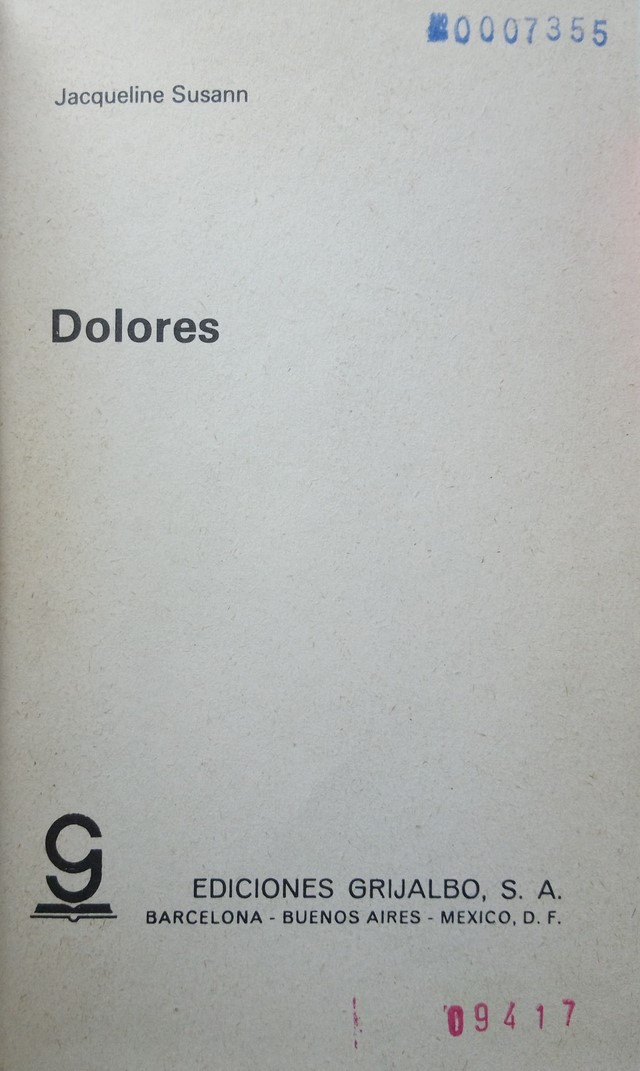 0007355
Jacqueline Susann
Dolores
EDICIONES GRIJALBO, S. A.
BARCELONA - BUENOS AIRES - MEXICO, D. F.
09417